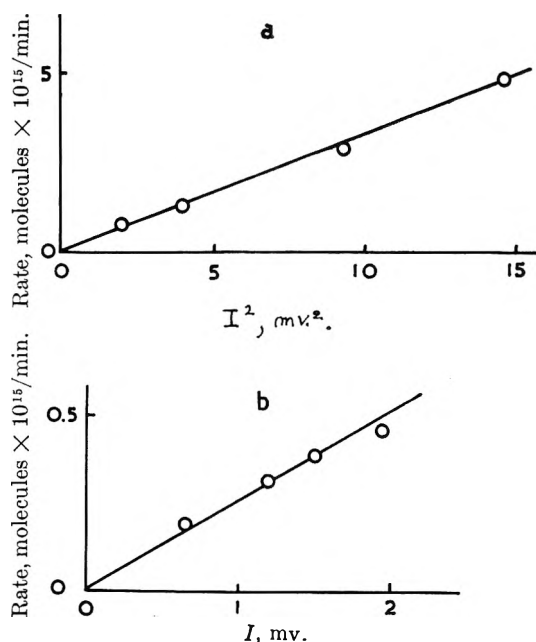 a
Rate, molecules × 10¹⁵/min.
5
0
0 5 10 15
I², mv.²
b
Rate, molecules × 10¹⁵/min.
0.5
0
0 1 2
I, mv.